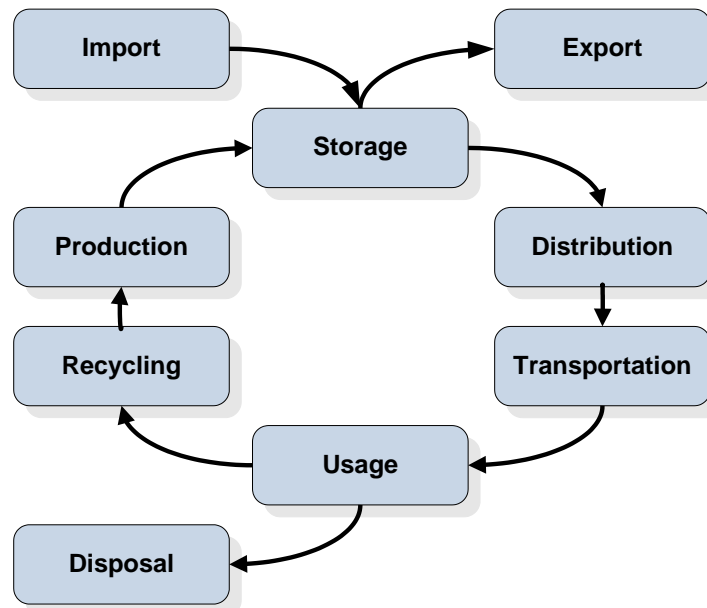 Import
Export
Storage
Production
Distribution
Recycling
Transportation
Usage
Disposal